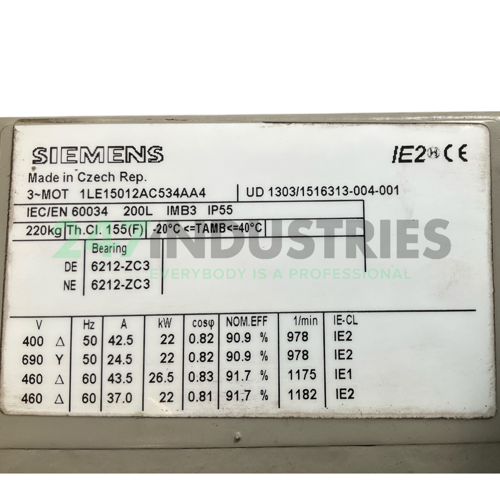 SIEMENS IE2 H CE
Made in Czech Rep.
3~MOT 1LE15012AC534AA4 UD 1303/1516313-004-001
IEC/EN 60034 200L IMB3 IP55
220kg Th.Cl. 155(F) -20°C <=TAMB<=40°C
247 INDUSTRIES
EVERYBODY IS A PREMIUM
Bearing
DE 6212-ZC3
NE 6212-ZC3
V Hz A kW cosφ NOM.EFF 1/min IE-CL
400 Δ 50 42.5 22 0.82 90.9 % 978 IE2
690 Y 50 24.5 22 0.82 90.9 % 978 IE2
460 Δ 60 43.5 26.5 0.83 91.7 % 1175 IE1
460 Δ 60 37.0 22 0.81 91.7 % 1182 IE2